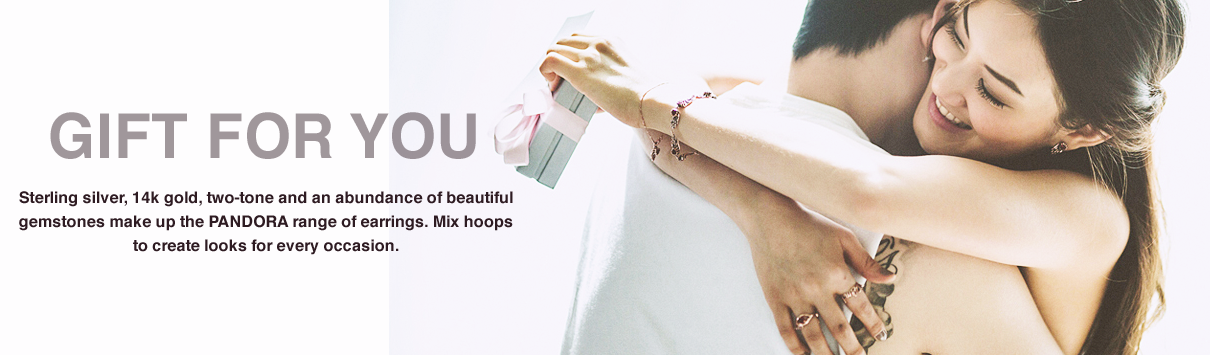 GIFT FOR YOU
Sterling silver, 14k gold, two-tone and an abundance of beautiful
gemstones make up the PANDORA range of earrings. Mix hoops
to create looks for every occasion.